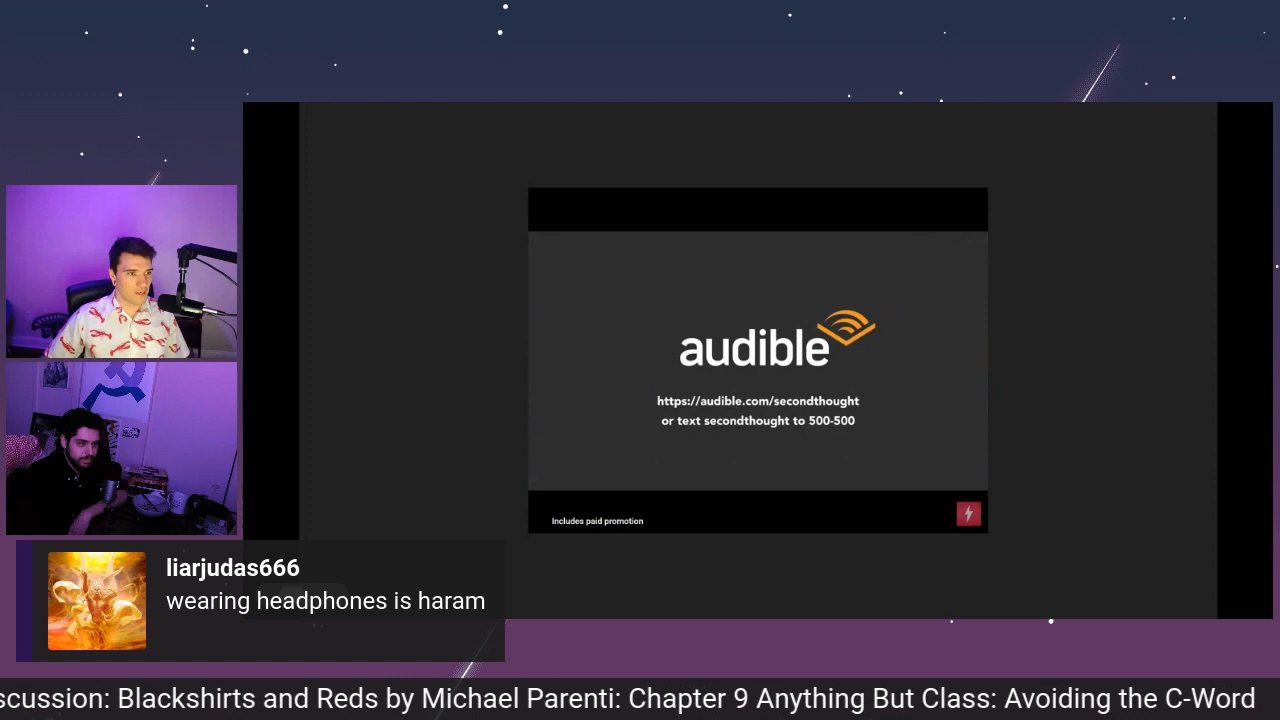 audible
https://audible.com/secondthought
or text secondthought to 500-500
Includes paid promotion
liarjudas666
wearing headphones is haram
scussion: Blackshirts and Reds by Michael Parenti: Chapter 9 Anything But Class: Avoiding the C-Word